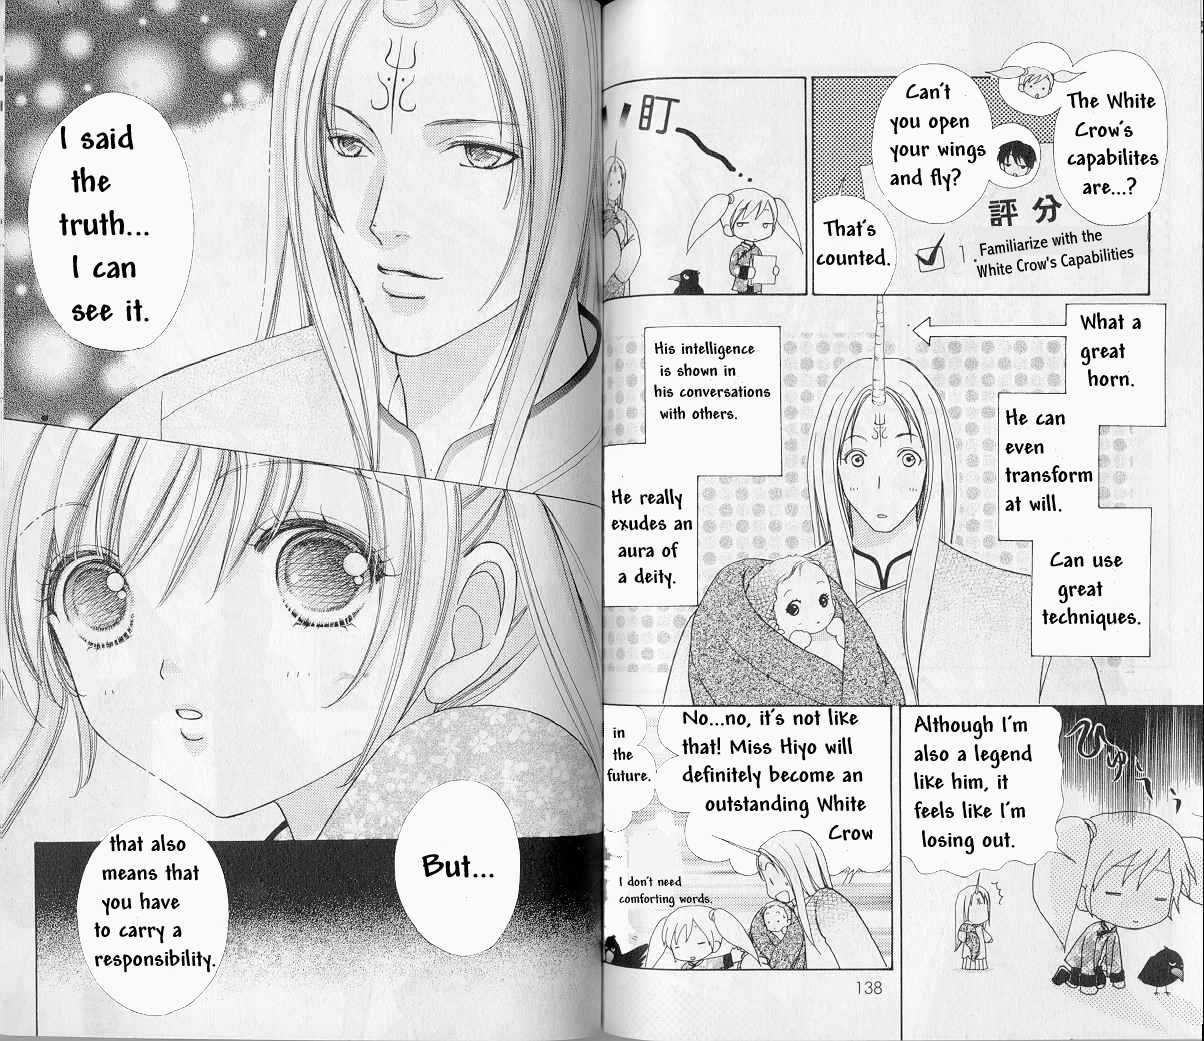 The White
Crow's
capabilites
are...?
Can't
you open
your wings
and fly?
評分
1. Familiarize with the
White Crow's Capabilities
That's
counted.
盯
What a
great
horn.
He can
even
transform
at will.
Can use
great
techniques.
His intelligence
is shown in
his conversations
with others.
He really
exudes an
aura of
a deity.
Although I'm
also a legend
like him, it
feels like I'm
losing out.
ひゅぅ
No...no, it's not like
that! Miss Hiyo will
definitely become an
outstanding White
Crow
in
the
future.
I don't need
comforting words.
138
I said
the
truth...
I can
see it.
But...
that also
means that
you have
to carry a
responsibility.